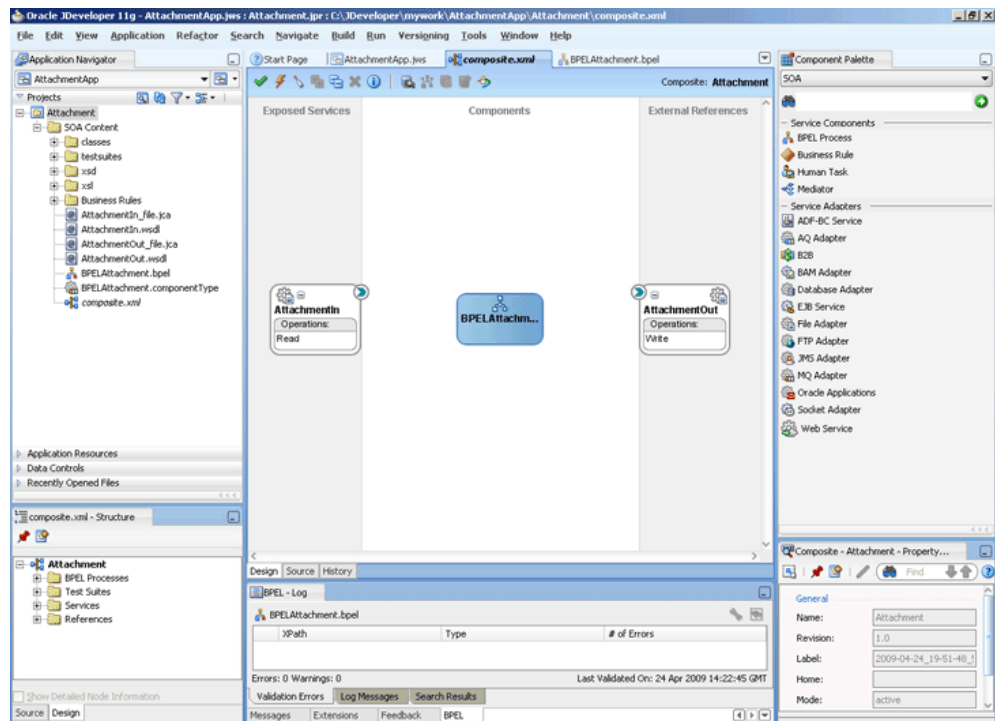 Oracle JDeveloper 11g - AttachmentApp.jws : Attachment.jpr : C:\JDeveloper\mywork\AttachmentApp\Attachment\composite.xml
File Edit View Application Refactor Search Navigate Build Run Versioning Tools Window Help
Application Navigator
AttachmentApp
Projects
Attachment
SOA Content
classes
testsuites
xsd
xsl
Business Rules
AttachmentIn_file.jca
AttachmentIn.wsdl
AttachmentOut_file.jca
AttachmentOut.wsdl
BPELAttachment.bpel
BPELAttachment.componentType
composite.xml
Application Resources
Data Controls
Recently Opened Files
composite.xml - Structure
Attachment
BPEL Processes
Test Suites
Services
References
Show Detailed Node Information
Source Design
Start Page AttachmentApp.jws composite.xml BPELAttachment.bpel
Composite: Attachment
Exposed Services Components External References
AttachmentIn
Operations:
Read
BPELAttachm...
AttachmentOut
Operations:
Write
Design Source History
BPEL - Log
BPELAttachment.bpel
XPath Type # of Errors
Errors: 0 Warnings: 0 Last Validated On: 24 Apr 2009 14:22:45 GMT
Validation Errors Log Messages Search Results
Messages Extensions Feedback BPEL
Component Palette
SOA
Service Components
BPEL Process
Business Rule
Human Task
Mediator
Service Adapters
ADF-BC Service
AQ Adapter
B2B
BAM Adapter
Database Adapter
EJB Service
File Adapter
FTP Adapter
JMS Adapter
MQ Adapter
Oracle Applications
Socket Adapter
Web Service
Composite - Attachment - Property...
Find
General
Name: Attachment
Revision: 1.0
Label: 2009-04-24_19-51-48_
Home:
Mode: active